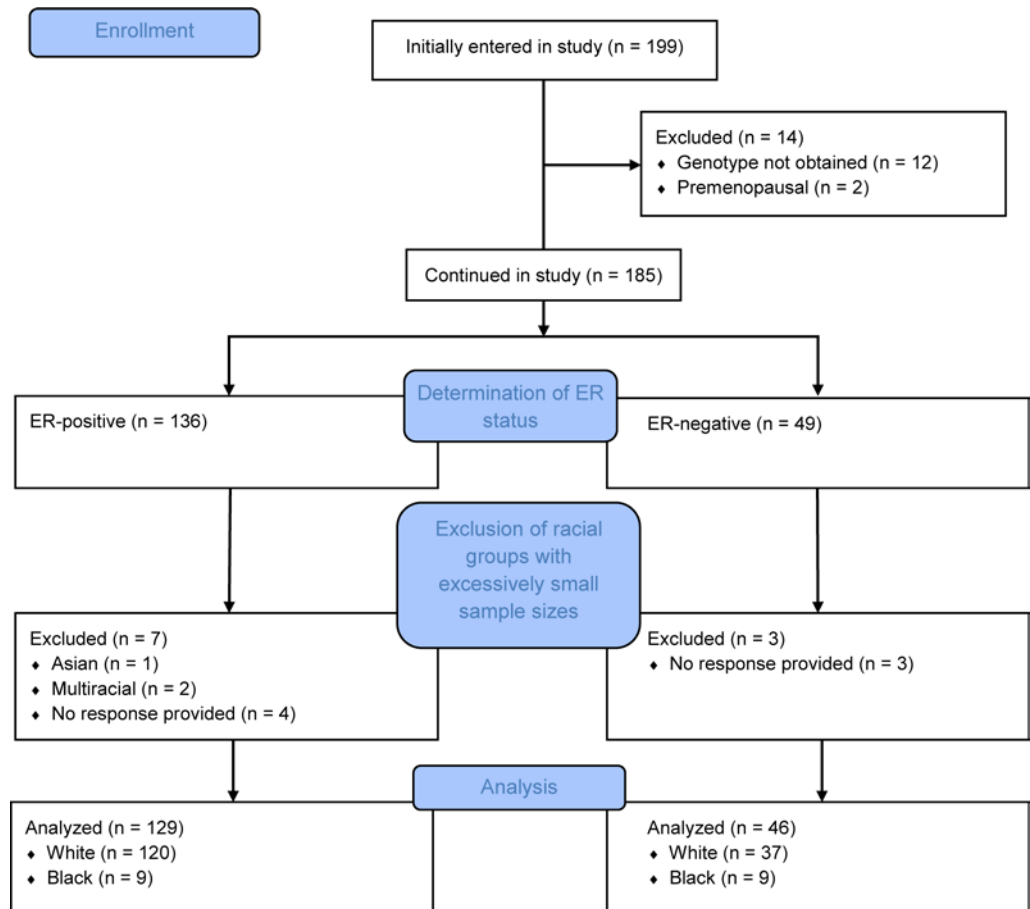 Enrollment
Initially entered in study (n = 199)
Excluded (n = 14)
♦ Genotype not obtained (n = 12)
♦ Premenopausal (n = 2)
Continued in study (n = 185)
Determination of ER
status
ER-positive (n = 136)
ER-negative (n = 49)
Exclusion of racial
groups with
excessively small
sample sizes
Excluded (n = 7)
♦ Asian (n = 1)
♦ Multiracial (n = 2)
♦ No response provided (n = 4)
Excluded (n = 3)
♦ No response provided (n = 3)
Analysis
Analyzed (n = 129)
♦ White (n = 120)
♦ Black (n = 9)
Analyzed (n = 46)
♦ White (n = 37)
♦ Black (n = 9)